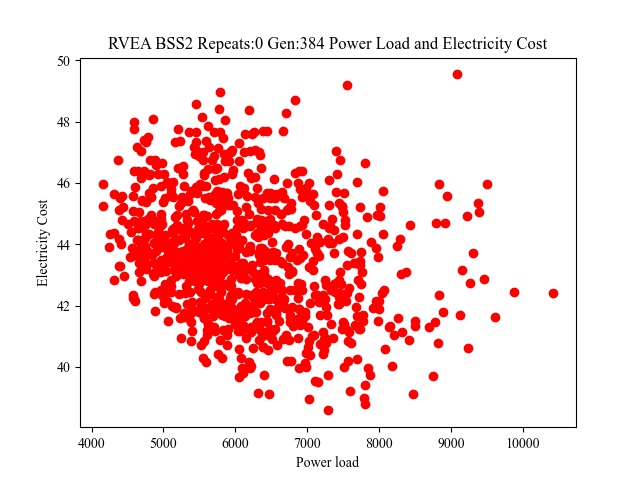 RVEA BSS2 Repeats:0 Gen:384 Power Load and Electricity Cost
50
48
46
44
42
40
Electricity Cost
4000 5000 6000 7000 8000 9000 10000
Power load